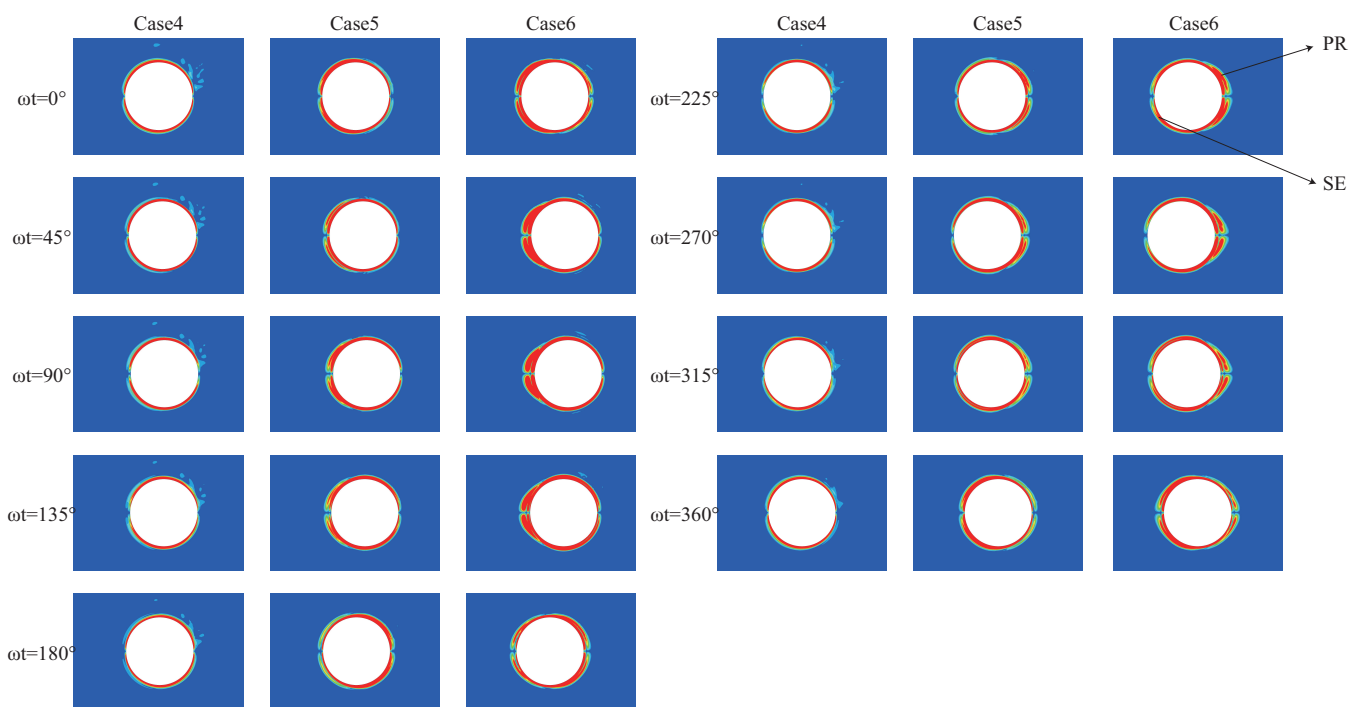 Case4 Case5 Case6 Case4 Case5 Case6
ωt=0° ωt=225° PR
SE
ωt=45° ωt=270°
ωt=90° ωt=315°
ωt=135° ωt=360°
ωt=180°